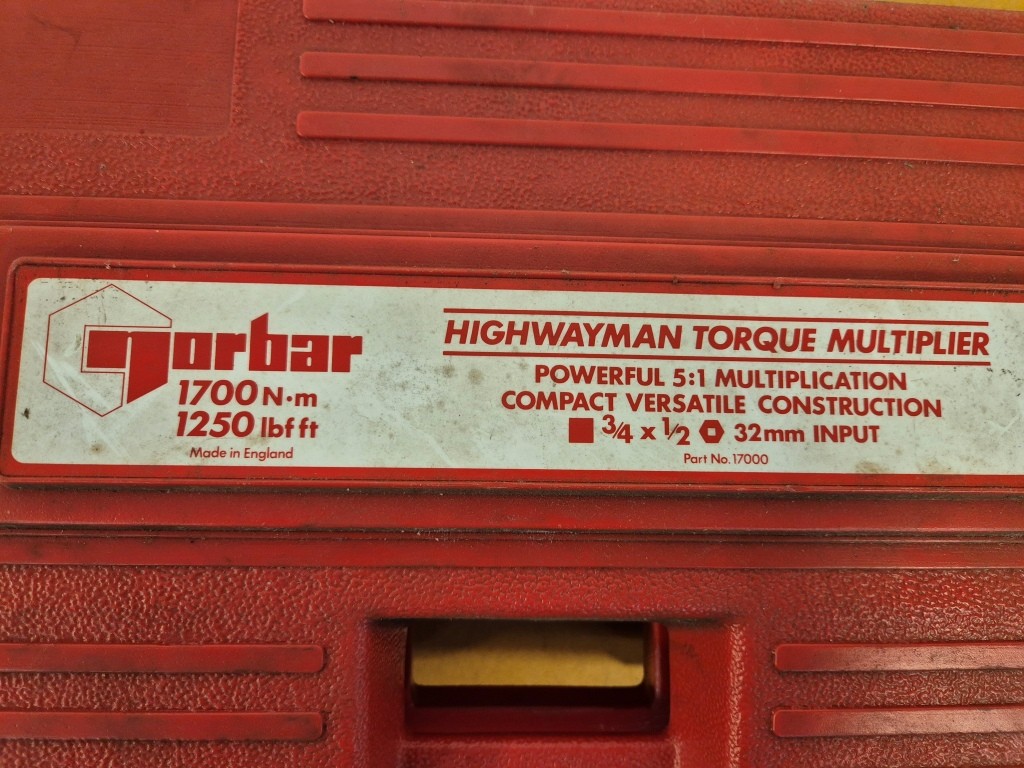 norbar
1700 N·m
1250 lbf ft
Made in England
HIGHWAYMAN TORQUE MULTIPLIER
POWERFUL 5:1 MULTIPLICATION
COMPACT VERSATILE CONSTRUCTION
■ 3/4 x 1/2 32mm INPUT
Part No. 17000